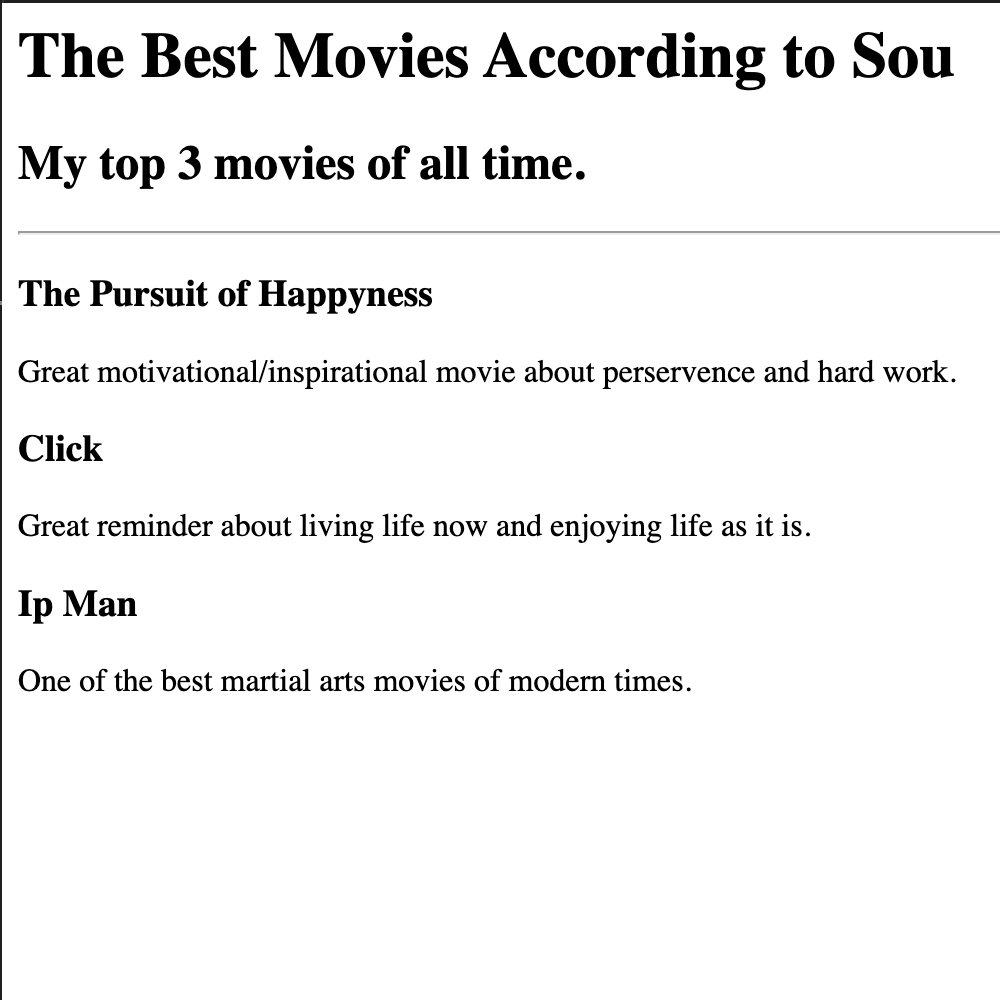 The Best Movies According to Sou
My top 3 movies of all time.
The Pursuit of Happyness
Great motivational/inspirational movie about perservence and hard work.
Click
Great reminder about living life now and enjoying life as it is.
Ip Man
One of the best martial arts movies of modern times.